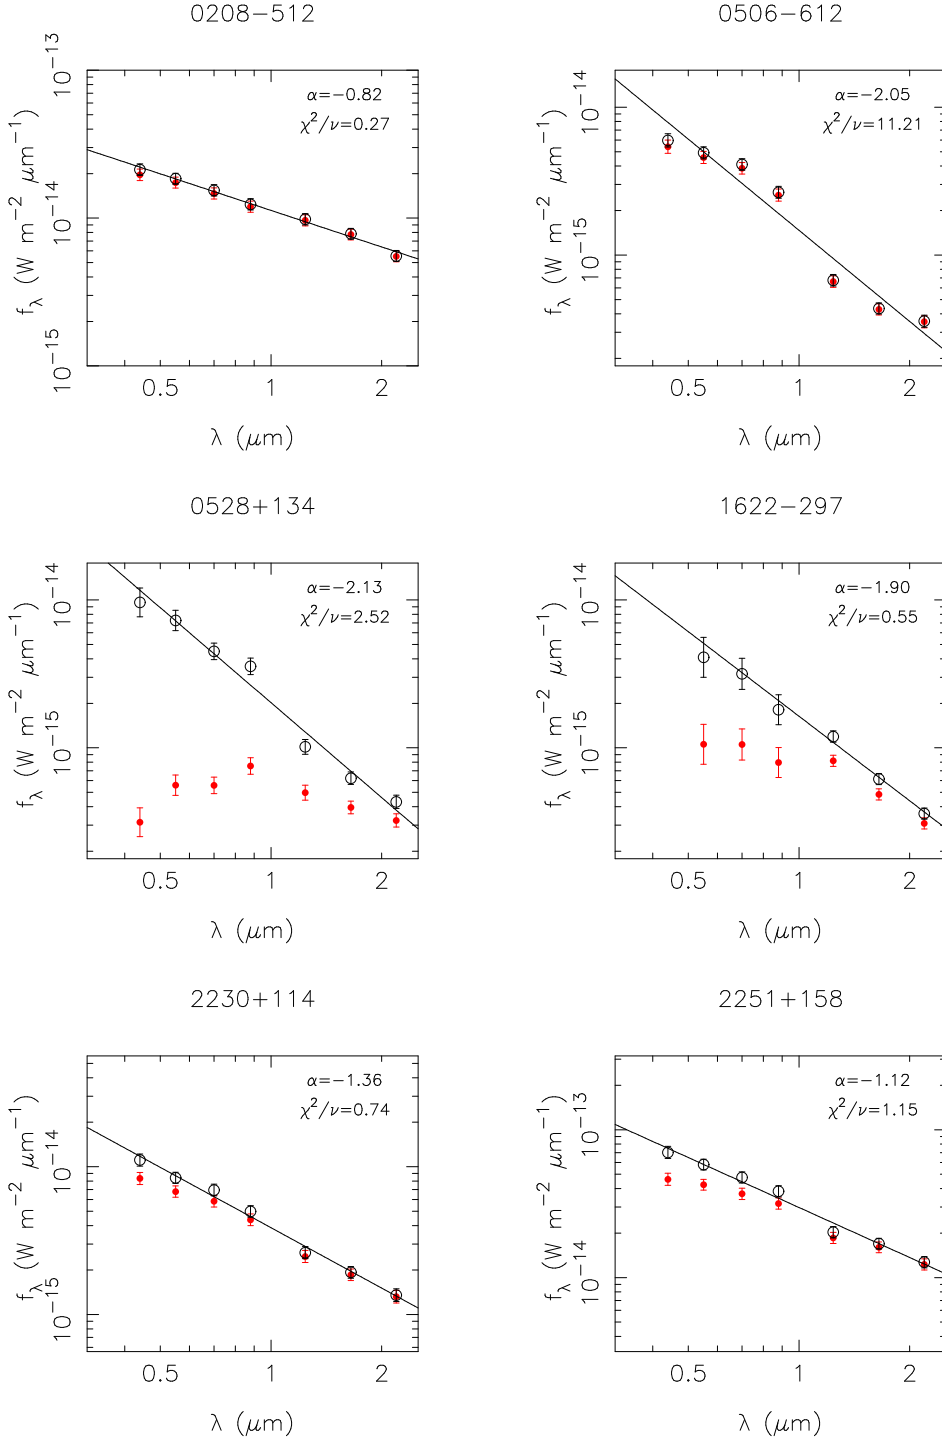 0208−512
0506−612
10⁻¹³
10⁻¹⁴
10⁻¹⁵
f_λ (W m⁻² μm⁻¹)
α=−0.82
χ²/ν=0.27
0.5 1 2
λ (μm)
10⁻¹⁴
10⁻¹⁵
f_λ (W m⁻² μm⁻¹)
α=−2.05
χ²/ν=11.21
0.5 1 2
λ (μm)
0528+134
1622−297
10⁻¹⁴
10⁻¹⁵
f_λ (W m⁻² μm⁻¹)
α=−2.13
χ²/ν=2.52
0.5 1 2
λ (μm)
10⁻¹⁴
10⁻¹⁵
f_λ (W m⁻² μm⁻¹)
α=−1.90
χ²/ν=0.55
0.5 1 2
λ (μm)
2230+114
2251+158
10⁻¹⁴
10⁻¹⁵
f_λ (W m⁻² μm⁻¹)
α=−1.36
χ²/ν=0.74
0.5 1 2
λ (μm)
10⁻¹³
10⁻¹⁴
f_λ (W m⁻² μm⁻¹)
α=−1.12
χ²/ν=1.15
0.5 1 2
λ (μm)